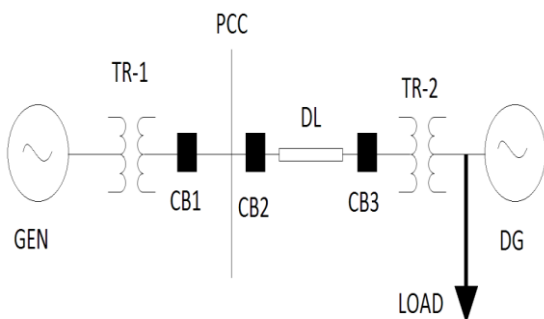 PCC
TR-1
TR-2
DL
CB1
CB2
CB3
GEN
DG
LOAD